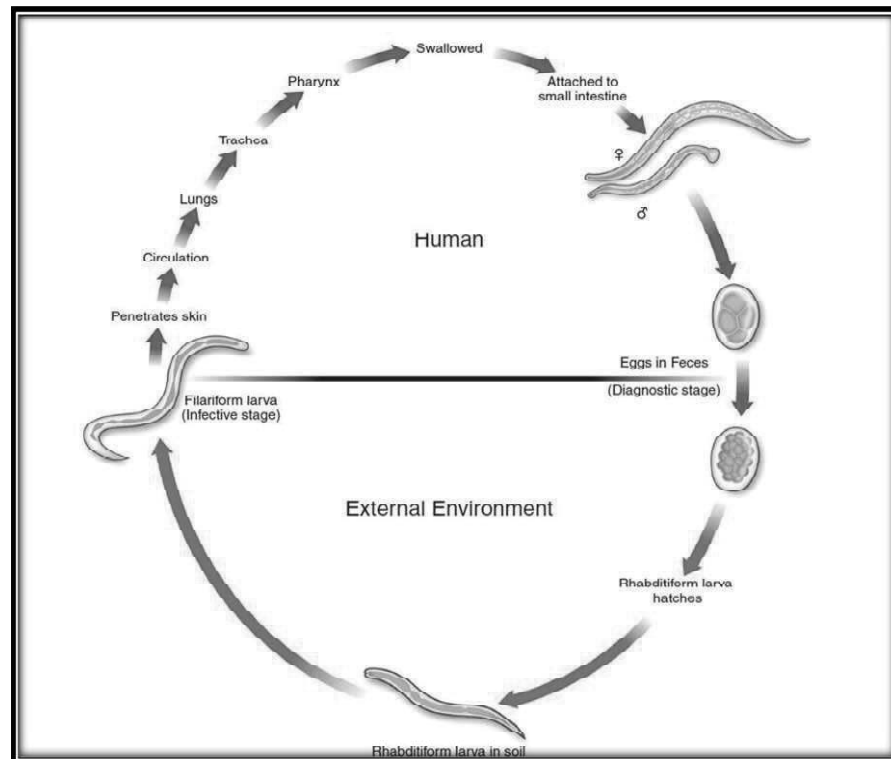 Swallowed
Pharynx
Attached to
small intestine
Trachea
♀
Lungs
♂
Human
Circulation
Penetrates skin
Eggs in Feces
(Diagnostic stage)
Filariform larva
(Infective stage)
External Environment
Rhabditiform larva
hatches
Rhabditiform larva in soil